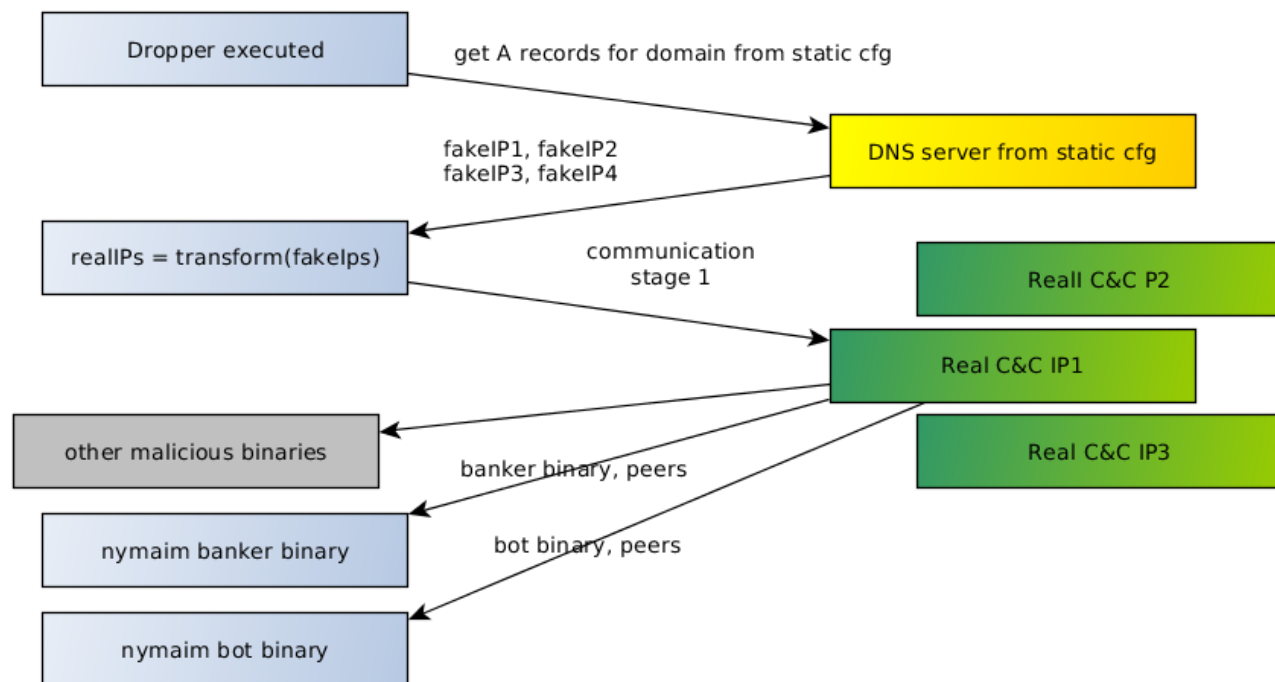 Dropper executed
get A records for domain from static cfg
DNS server from static cfg
fakeIP1, fakeIP2
fakeIP3, fakeIP4
realIPs = transform(fakeIps)
communication
stage 1
Reall C&C P2
Real C&C IP1
other malicious binaries
Real C&C IP3
banker binary, peers
nymaim banker binary
bot binary, peers
nymaim bot binary